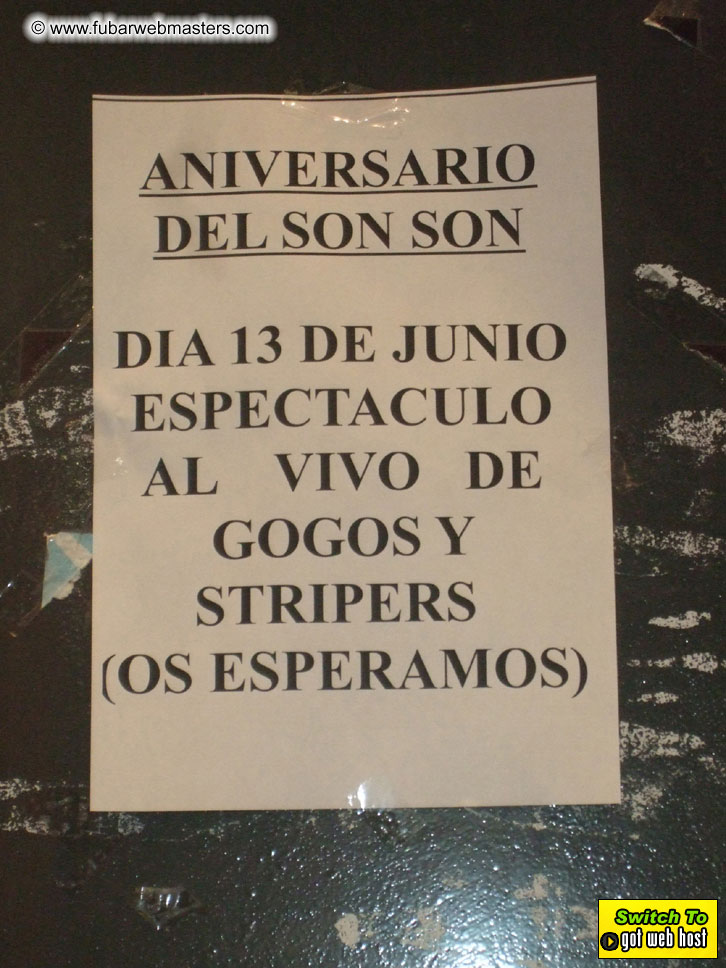 © www.fubarwebmasters.com
ANIVERSARIO
DEL SON SON
DIA 13 DE JUNIO
ESPECTACULO
AL VIVO DE
GOGOS Y
STRIPERS
(OS ESPERAMOS)
Switch To
got web host